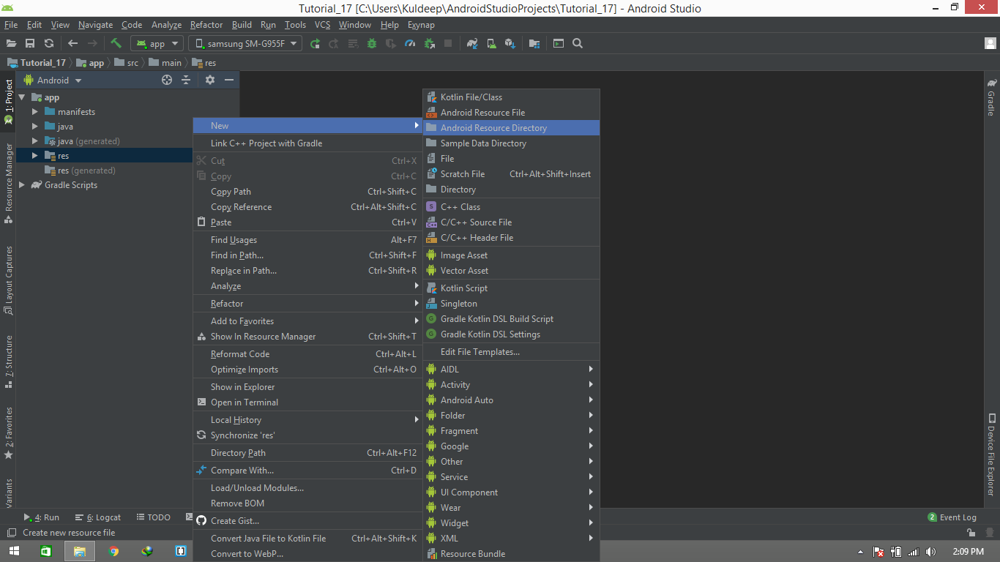 Tutorial_17 [C:\Users\Kuldeep\AndroidStudioProjects\Tutorial_17] - Android Studio
File Edit View Navigate Code Analyze Refactor Build Run Tools VCS Window Help Exynap
app samsung SM-G955F
Tutorial_17 app src main res
Android
1: Project
Resource Manager
Layout Captures
7: Structure
2: Favorites
Variants
app
manifests
java
java (generated)
res
res (generated)
Gradle Scripts
New
Link C++ Project with Gradle
Cut Ctrl+X
Copy Ctrl+C
Copy Path Ctrl+Shift+C
Copy Reference Ctrl+Alt+Shift+C
Paste Ctrl+V
Find Usages Alt+F7
Find in Path... Ctrl+Shift+F
Replace in Path... Ctrl+Shift+R
Analyze
Refactor
Add to Favorites
Show In Resource Manager Ctrl+Shift+T
Reformat Code Ctrl+Alt+L
Optimize Imports Ctrl+Alt+O
Show in Explorer
Open in Terminal
Local History
Synchronize 'res'
Directory Path Ctrl+Alt+F12
Compare With... Ctrl+D
Load/Unload Modules...
Remove BOM
Create Gist...
Convert Java File to Kotlin File Ctrl+Alt+Shift+K
Convert to WebP...
Kotlin File/Class
Android Resource File
Android Resource Directory
Sample Data Directory
File
Scratch File Ctrl+Alt+Shift+Insert
Directory
S C++ Class
C++ C/C++ Source File
H C/C++ Header File
Image Asset
Vector Asset
Kotlin Script
J Singleton
G Gradle Kotlin DSL Build Script
G Gradle Kotlin DSL Settings
Edit File Templates...
AIDL
Activity
Android Auto
Folder
Fragment
Google
Other
Service
UI Component
Wear
Widget
XML
Resource Bundle
Gradle
Device File Explorer
4: Run 6: Logcat TODO
2 Event Log
Create new resource file
2:09 PM